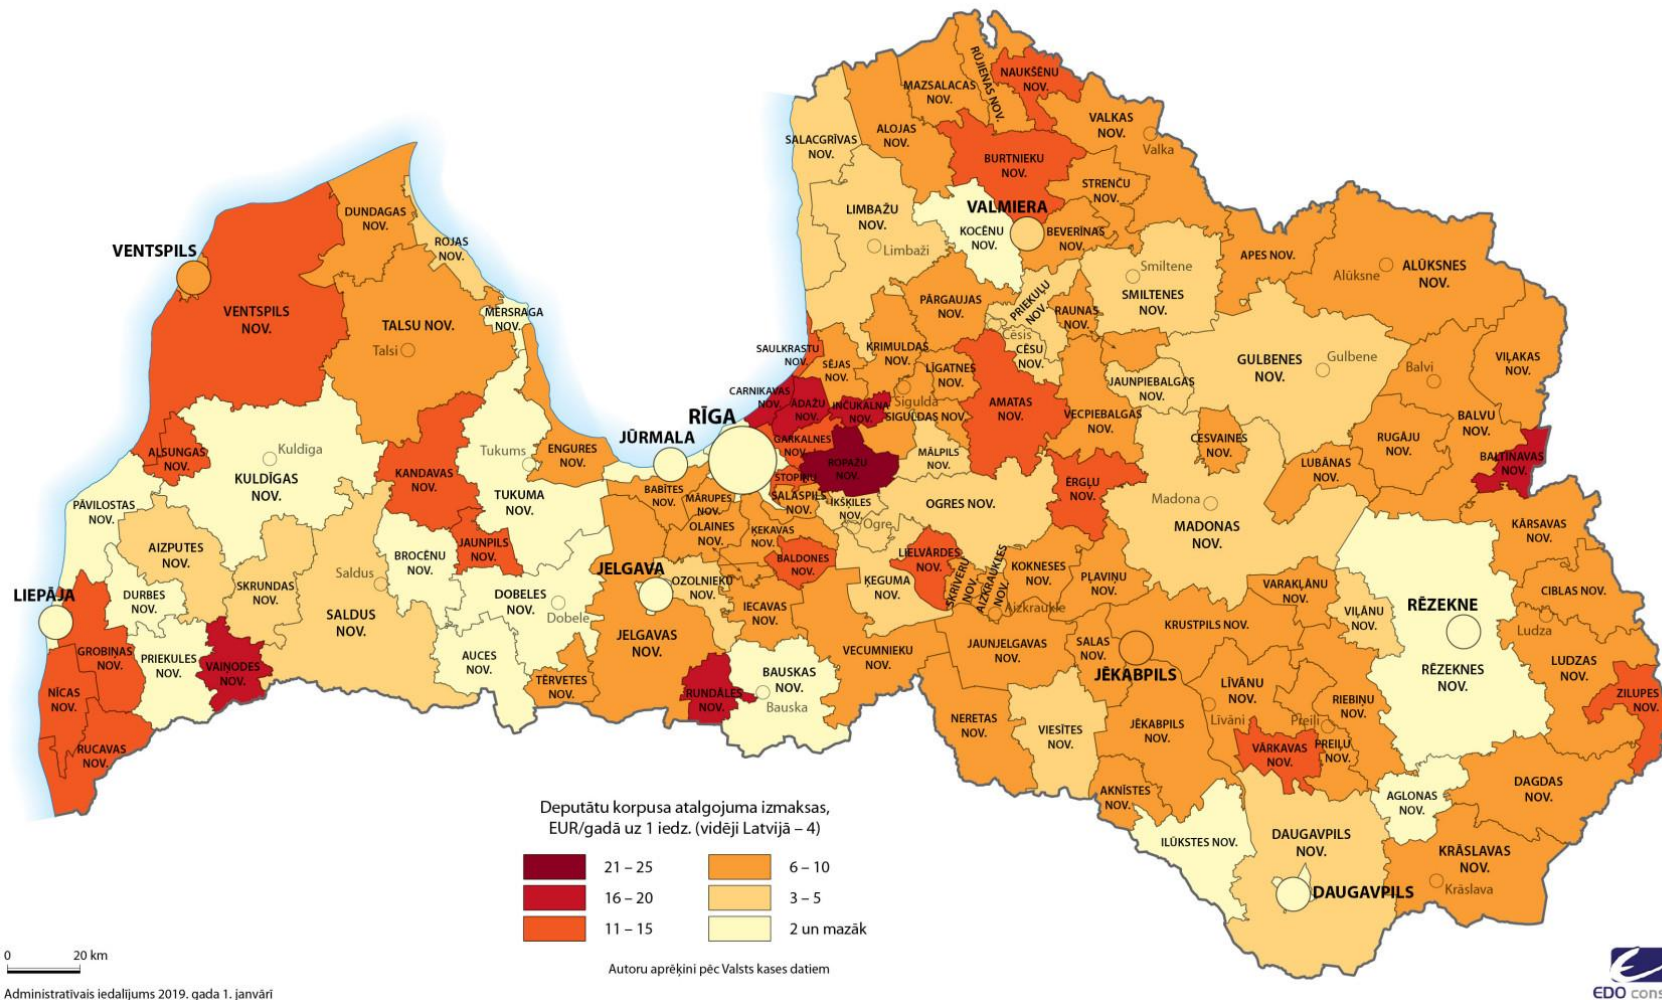 NAUKŠĒNU
NOV.
RŪJIENAS NOV.
MAZSALACAS
NOV.
VALKAS
NOV.
Valka
ALOJAS
NOV.
SALACGRĪVAS
NOV.
BURTNIEKU
NOV.
STRENČU
NOV.
DUNDAGAS
NOV.
LIMBAŽU
NOV.
Limbaži
VALMIERA
KOCĒNU
NOV.
BEVERĪNAS
NOV.
ROJAS
NOV.
VENTSPILS
APES NOV.
Alūksne
ALŪKSNES
NOV.
Smiltene
SMILTENES
NOV.
VENTSPILS
NOV.
TALSU NOV.
Talsi
MĒRSRAGA
NOV.
PĀRGAUJAS
NOV.
PRIEKUĻU
NOV.
RAUNAS
NOV.
Cēsis
CĒSU
NOV.
SAULKRASTU
NOV.
SĒJAS
NOV.
KRIMULDAS
NOV.
LĪGATNES
NOV.
GULBENES
NOV.
Gulbene
Balvi
VIĻAKAS
NOV.
JAUNPIEBALGAS
NOV.
CARNIKAVAS
NOV.
ĀDAŽU
NOV.
INČUKALNA
NOV.
Sigulda
SIGULDAS NOV.
AMATAS
NOV.
VECPIEBALGAS
NOV.
BALVU
NOV.
RĪGA
JŪRMALA
GARKALNES
NOV.
CESVAINES
NOV.
RUGĀJU
NOV.
BALTINAVAS
NOV.
ALSUNGAS
NOV.
Kuldīga
KULDĪGAS
NOV.
KANDAVAS
NOV.
Tukums
ENGURES
NOV.
TUKUMA
NOV.
ROPAŽU
NOV.
MĀLPILS
NOV.
LUBĀNAS
NOV.
STOPIŅU
NOV.
ĒRGĻU
NOV.
BABĪTES
NOV.
MĀRUPES
NOV.
SALASPILS
NOV.
IKŠĶILES
NOV.
OGRES NOV.
Ogre
Madona
MADONAS
NOV.
PĀVILOSTAS
NOV.
KĀRSAVAS
NOV.
OLAINES
NOV.
ĶEKAVAS
NOV.
AIZPUTES
NOV.
JAUNPILS
NOV.
BROCĒNU
NOV.
BALDONES
NOV.
LIELVĀRDES
NOV.
SKRĪVERU
NOV.
AIZKRAUKLES
NOV.
KOKNESES
NOV.
PĻAVIŅU
NOV.
VARAKĻĀNU
NOV.
CIBLAS NOV.
JELGAVA
OZOLNIEKU
NOV.
ĶEGUMA
NOV.
Saldus
SKRUNDAS
NOV.
LIEPĀJA
DURBES
NOV.
DOBELES
NOV.
Dobele
SALDUS
NOV.
IECAVAS
NOV.
Aizkraukle
VIĻĀNU
NOV.
RĒZEKNE
Ludza
JELGAVAS
NOV.
KRUSTPILS NOV.
JAUNJELGAVAS
NOV.
SALAS
NOV.
JĒKABPILS
VECUMNIEKU
NOV.
GROBIŅAS
NOV.
PRIEKULES
NOV.
VAIŅODES
NOV.
AUCES
NOV.
TĒRVETES
NOV.
BAUSKAS
NOV.
Bauska
RUNDĀLES
NOV.
RĒZEKNES
NOV.
LUDZAS
NOV.
ZILUPES
NOV.
NĪCAS
NOV.
LĪVĀNU
NOV.
Līvāni
Preiļi
RIEBIŅU
NOV.
NERETAS
NOV.
VIESĪTES
NOV.
JĒKABPILS
NOV.
VĀRKAVAS
NOV.
PREIĻU
NOV.
RUCAVAS
NOV.
AKNĪSTES
NOV.
AGLONAS
NOV.
DAGDAS
NOV.
ILŪKSTES NOV.
DAUGAVPILS
NOV.
KRĀSLAVAS
NOV.
Krāslava
DAUGAVPILS
Deputātu korpusa atalgojuma izmaksas,
EUR/gadā uz 1 iedz. (vidēji Latvijā – 4)
21 – 25
6 – 10
16 – 20
3 – 5
11 – 15
2 un mazāk
Autoru aprēķini pēc Valsts kases datiem
0 20 km
Administratīvais iedalījums 2019. gada 1. janvārī
EDO cons